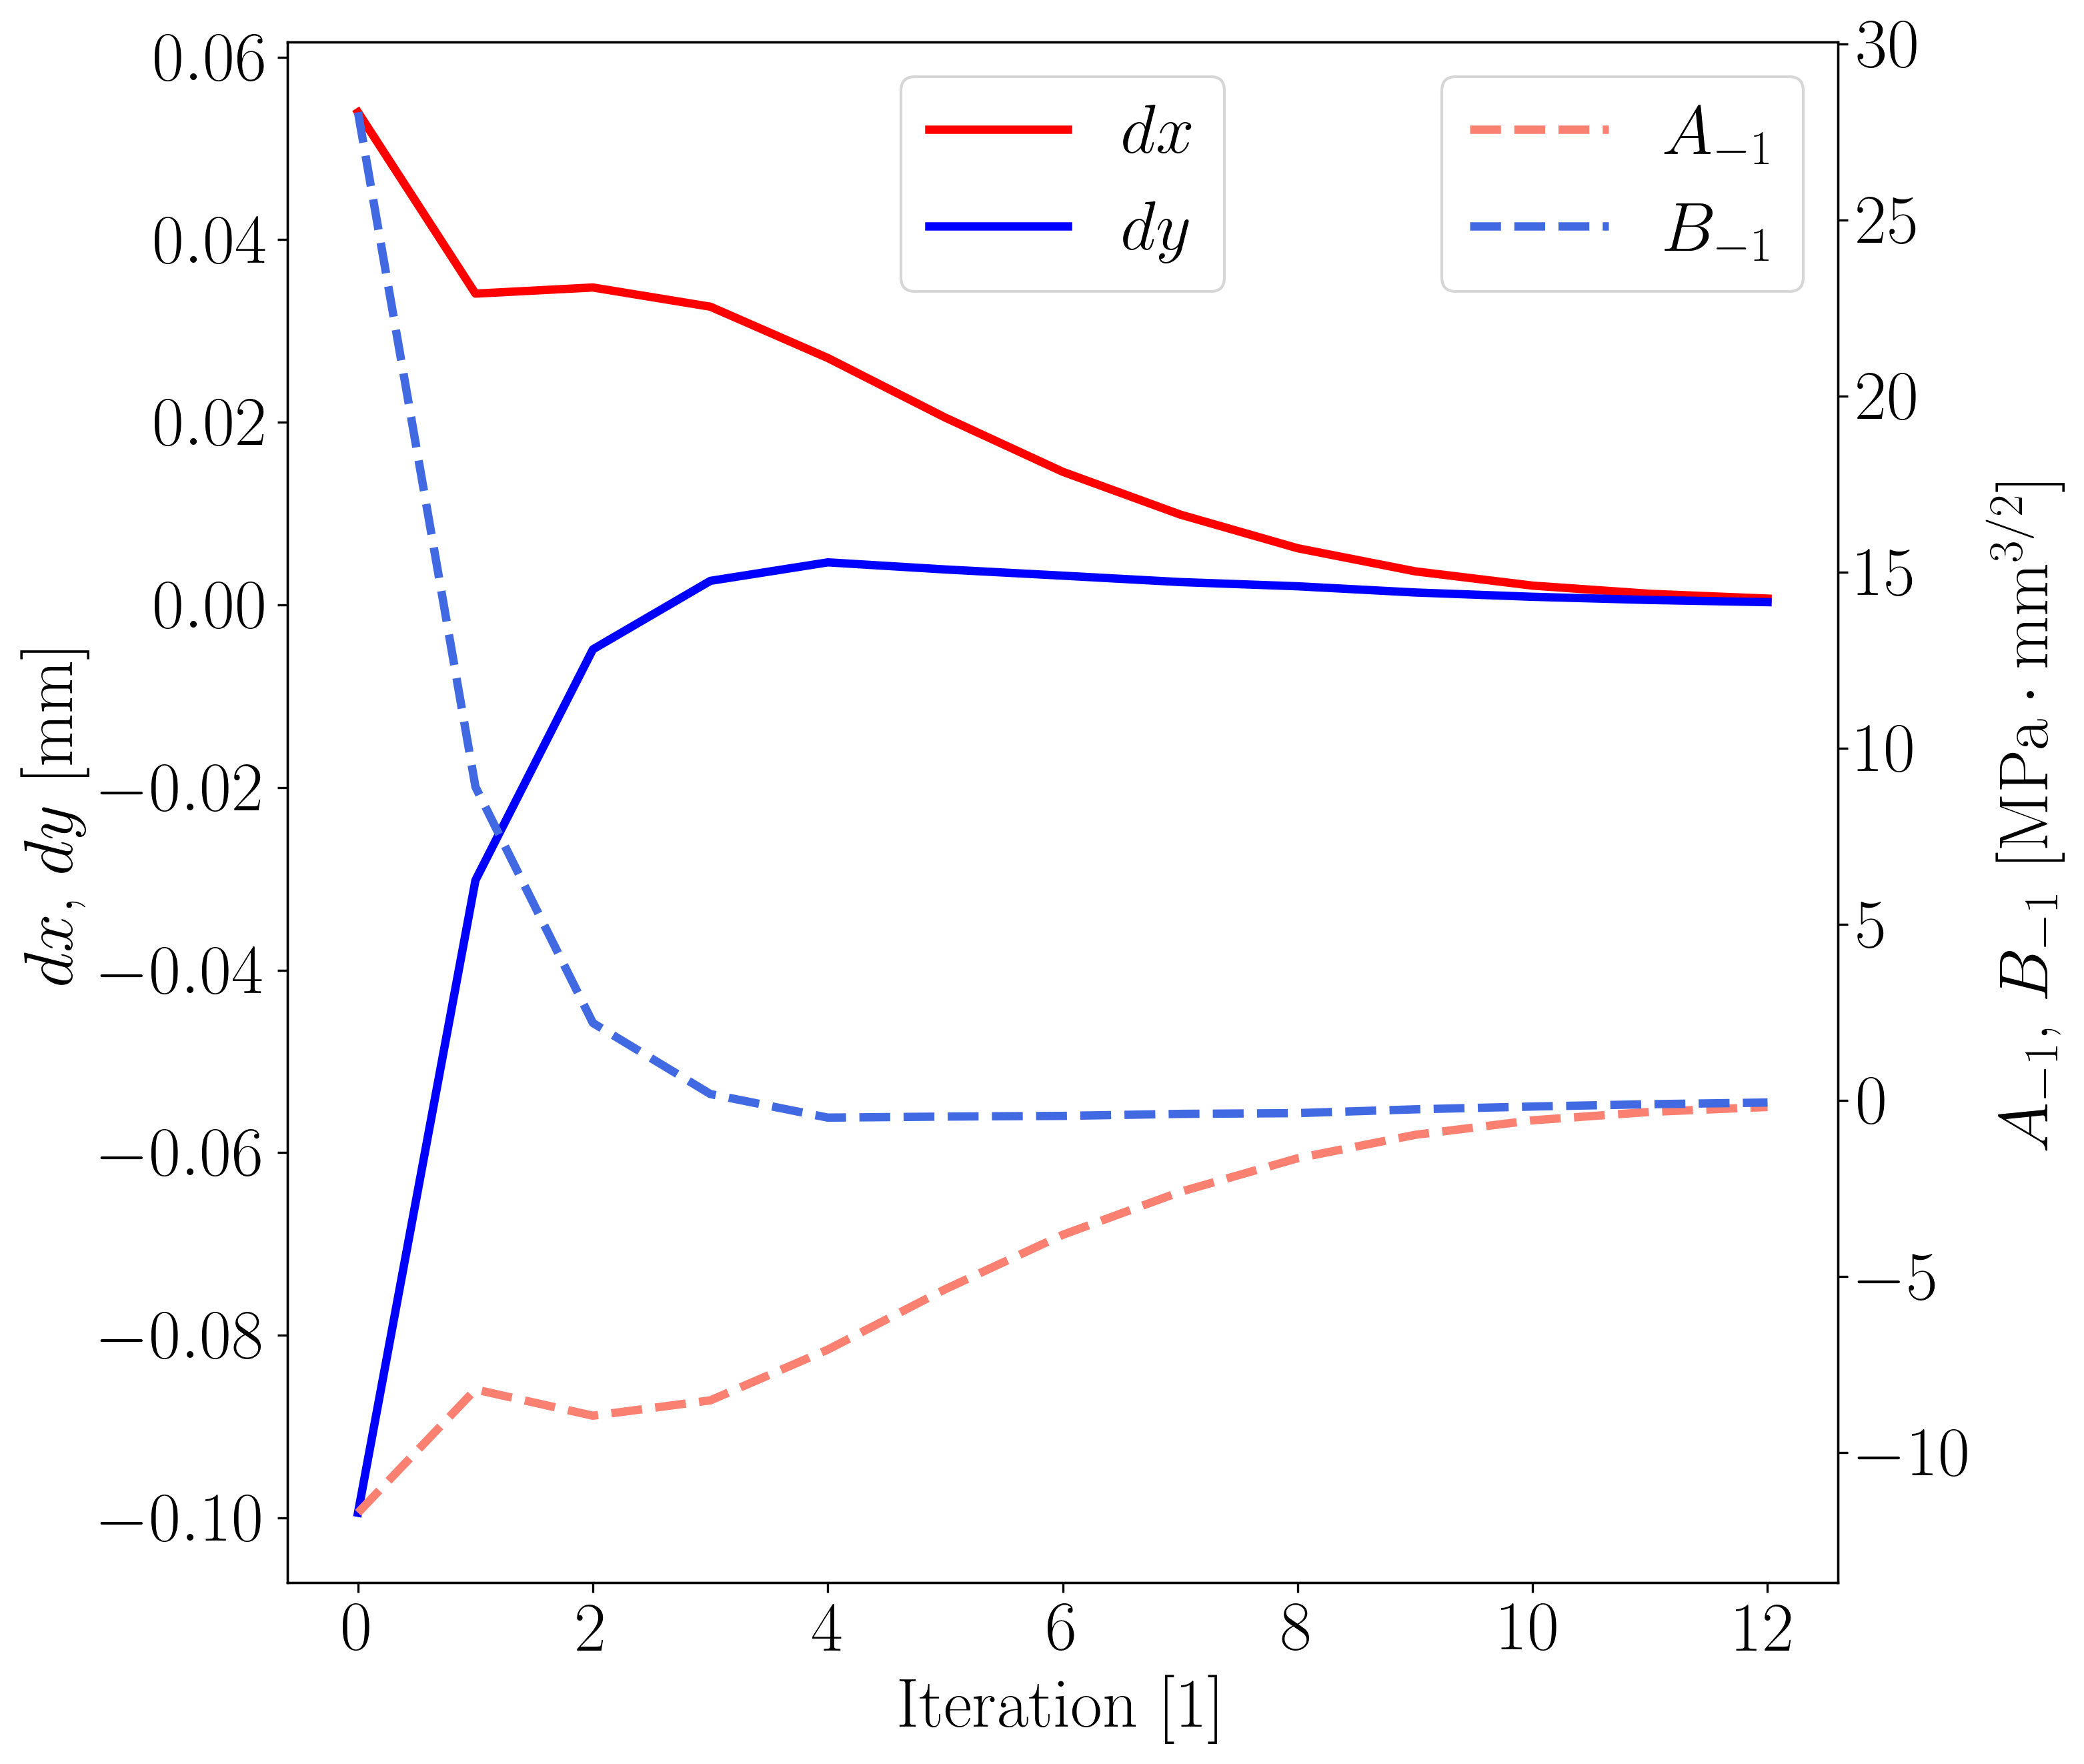 dx, dy [mm]
0.06
0.04
0.02
0.00
−0.02
−0.04
−0.06
−0.08
−0.10
dx
dy
A₋₁
B₋₁
30
25
20
15
10
5
0
−5
−10
A₋₁, B₋₁ [MPa · mm³/²]
0 2 4 6 8 10 12
Iteration [1]